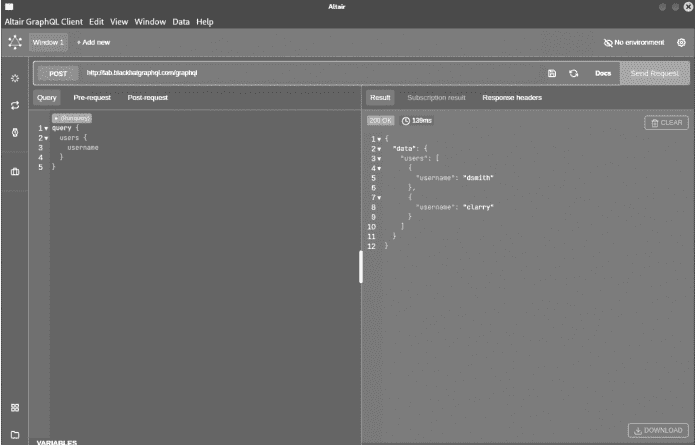 Altair
Altair GraphQL Client Edit View Window Data Help
Window 1 + Add new No environment
POST http://lab.blackhatgraphql.com/graphql Docs Send Request
Query Pre-request Post-request Result Subscription result Response headers
▸ (Run query) 200 OK 139ms CLEAR
1 query {
2 users {
3 username
4 }
5 }
1 {
2 "data": {
3 "users": [
4 {
5 "username": "dsmith"
6 },
7 {
8 "username": "clarry"
9 }
10 ]
11 }
12 }
DOWNLOAD
VARIABLES